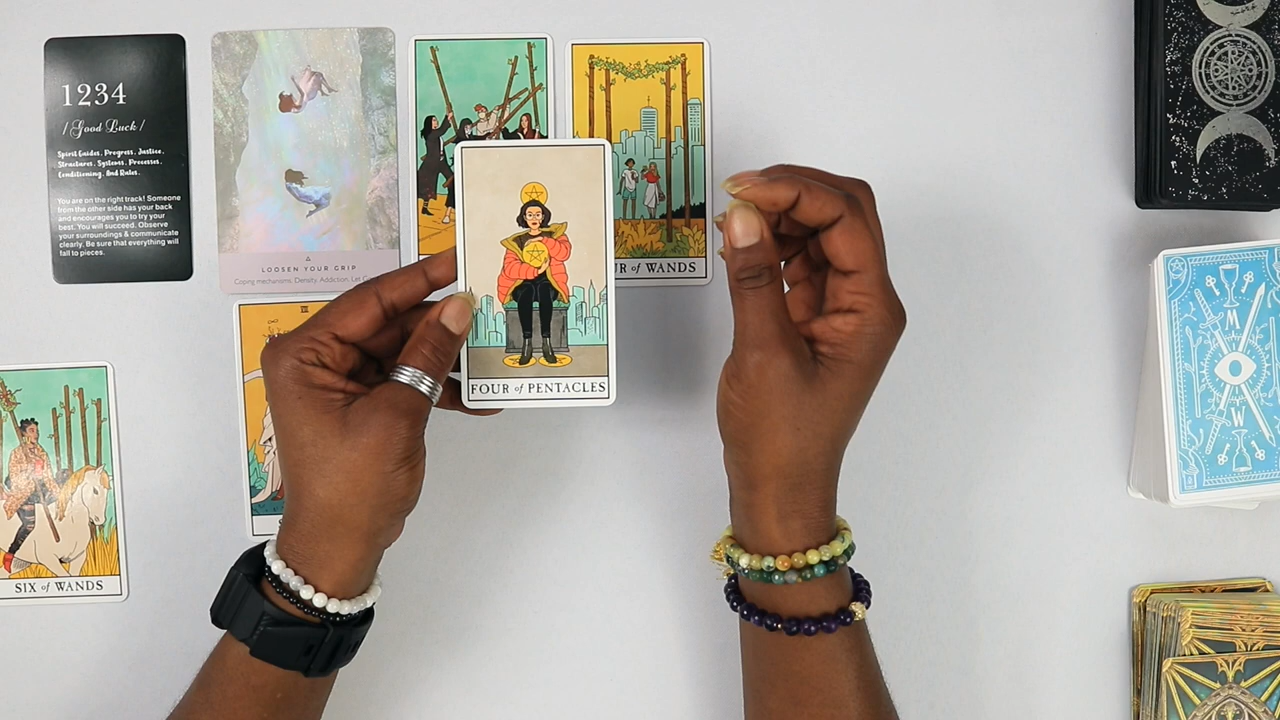 1234
/ Good Luck /
Spirit Guides, Progress, Justice,
Structures, Systems, Processes,
Conditioning, And Rules.
You are on the right track! Someone
from the other side has your back
and encourages you to try your
best. You will succeed. Observe
your surroundings & communicate
clearly. Be sure that everything will
fall to pieces.
LOOSEN YOUR GRIP
Coping mechanisms, Density, Addiction, Let
UR of WANDS
FOUR of PENTACLES
VIII
SIX of WANDS
W
M